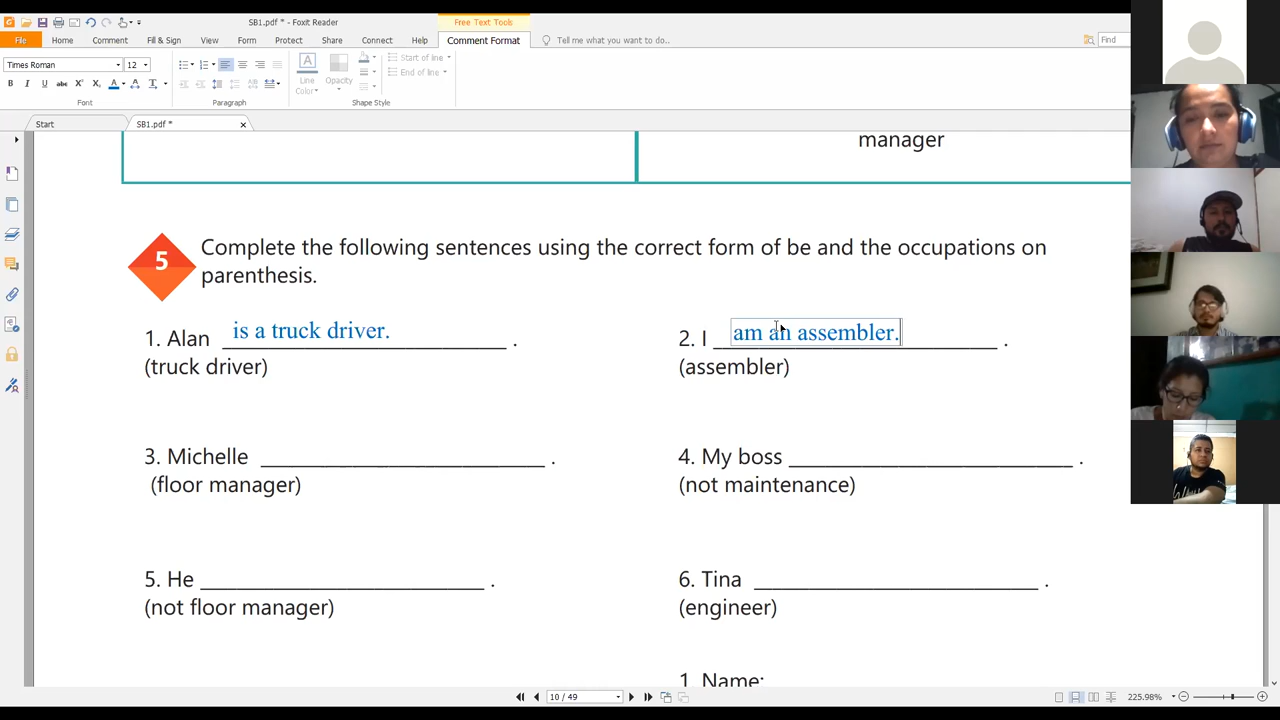 SB1.pdf * - Foxit Reader
Free Text Tools
File Home Comment Fill & Sign View Form Protect Share Connect Help Comment Format Tell me what you want to do.. Find
Times Roman 12
Line Color
Opacity
Start of line
End of line
Font Paragraph Shape Style
Start SB1.pdf *
manager
5 Complete the following sentences using the correct form of be and the occupations on
parenthesis.
1. Alan is a truck driver. .
(truck driver)
2. I am an assembler. .
(assembler)
3. Michelle ____________________________ .
(floor manager)
4. My boss ____________________________ .
(not maintenance)
5. He ____________________________ .
(not floor manager)
6. Tina ____________________________ .
(engineer)
1. Name:
10 / 49
225.98%